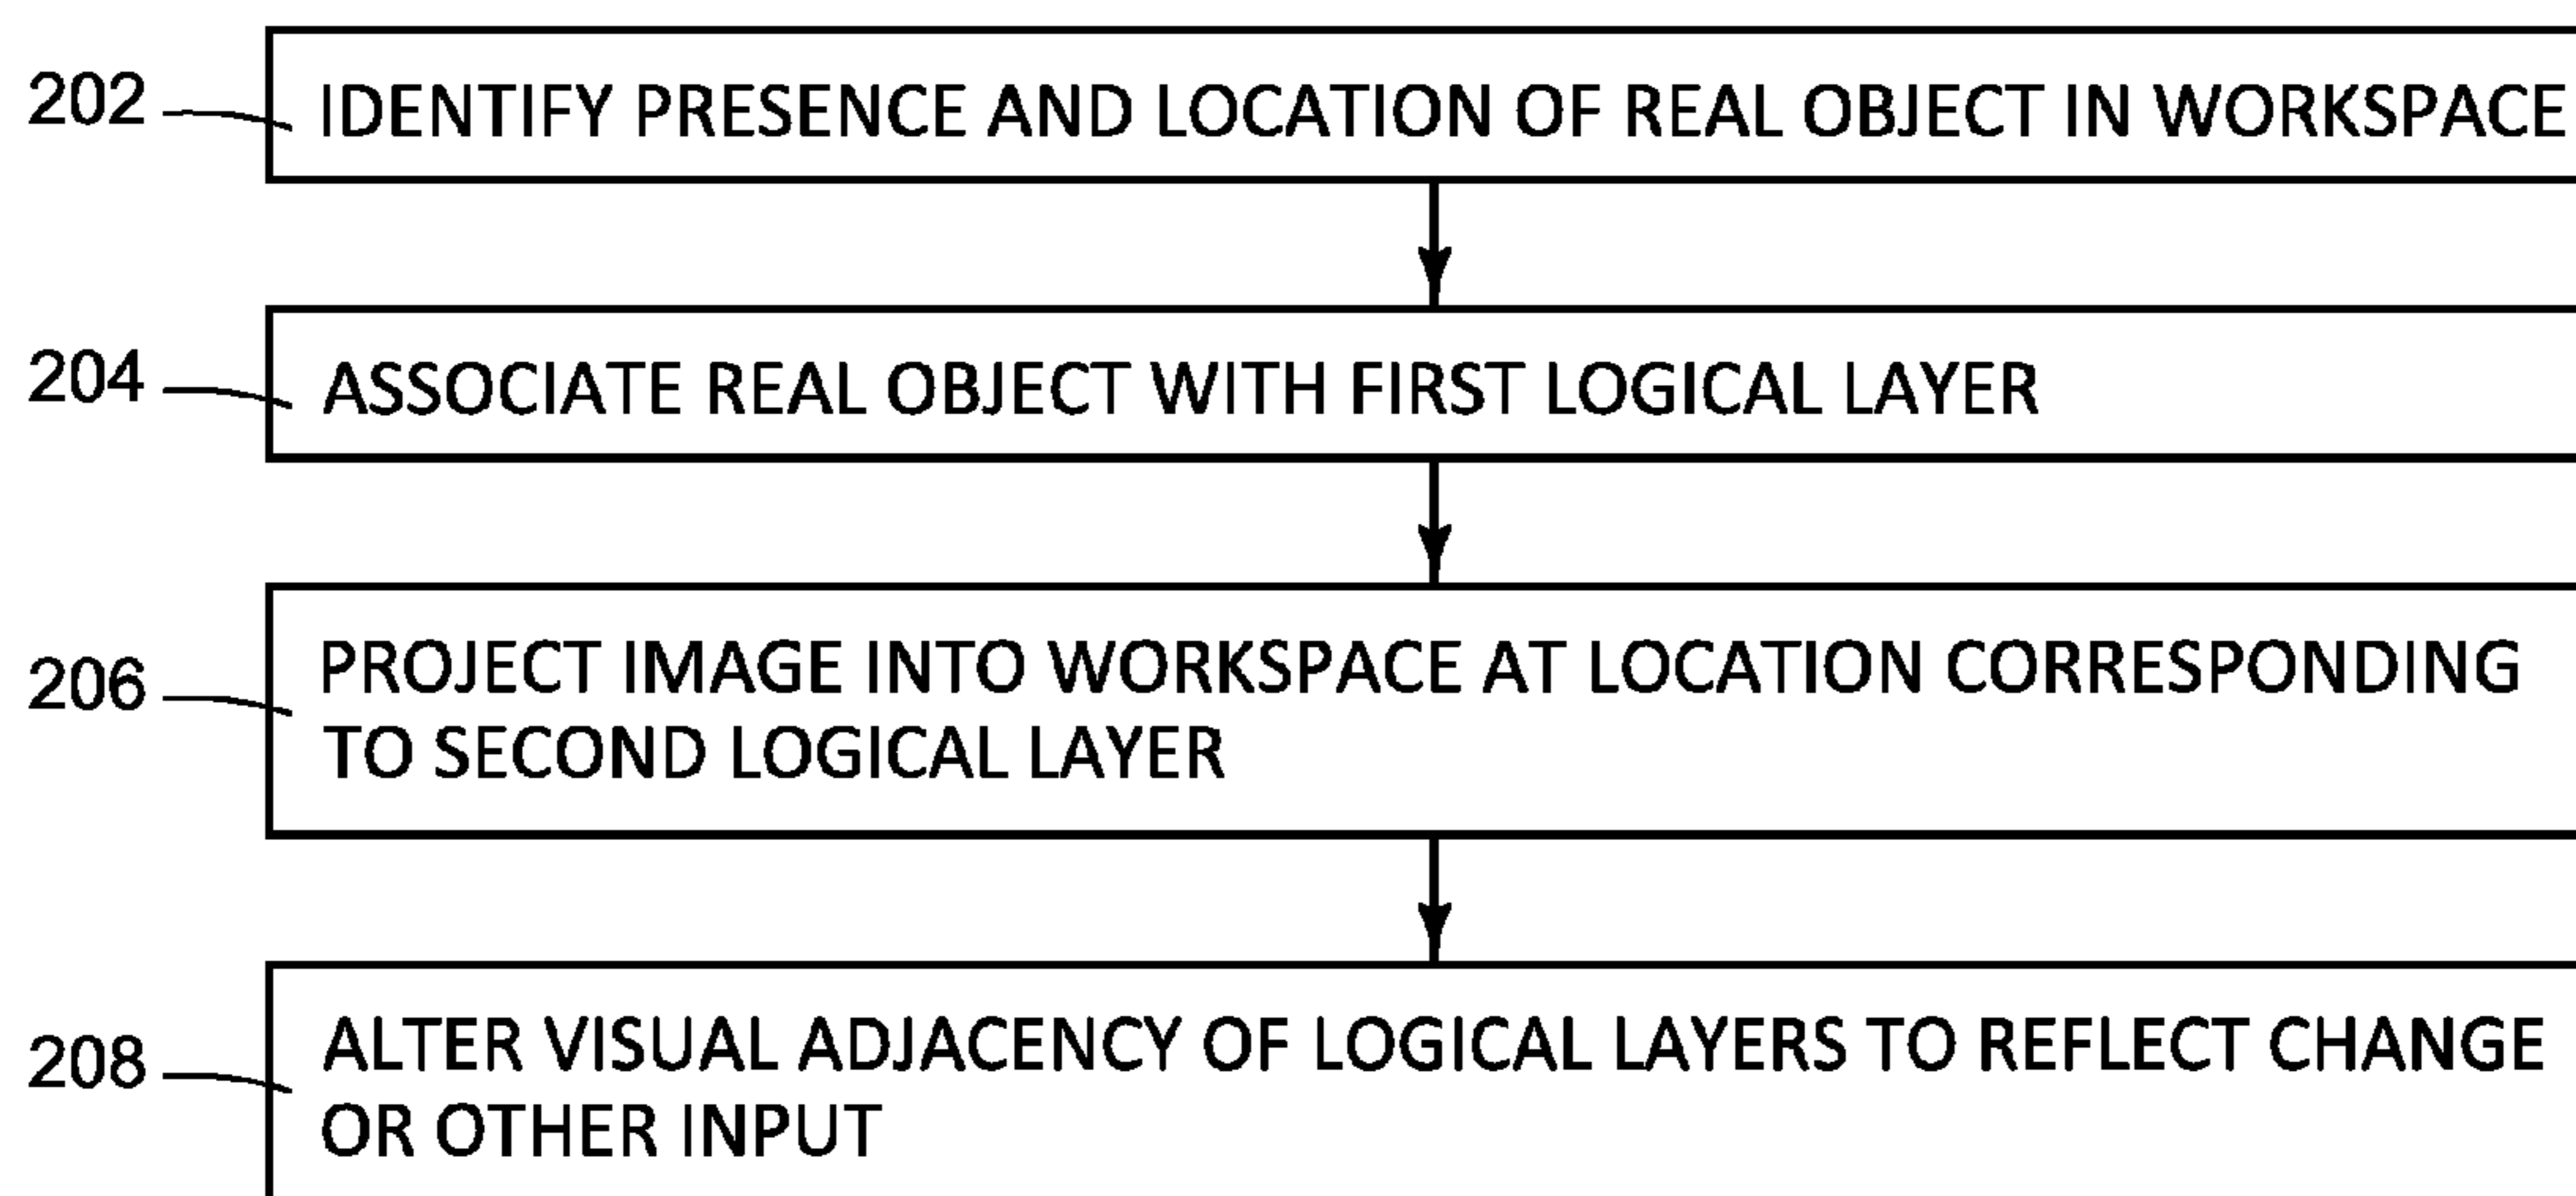 202 IDENTIFY PRESENCE AND LOCATION OF REAL OBJECT IN WORKSPACE
204 ASSOCIATE REAL OBJECT WITH FIRST LOGICAL LAYER
206 PROJECT IMAGE INTO WORKSPACE AT LOCATION CORRESPONDING
TO SECOND LOGICAL LAYER
208 ALTER VISUAL ADJACENCY OF LOGICAL LAYERS TO REFLECT CHANGE
OR OTHER INPUT